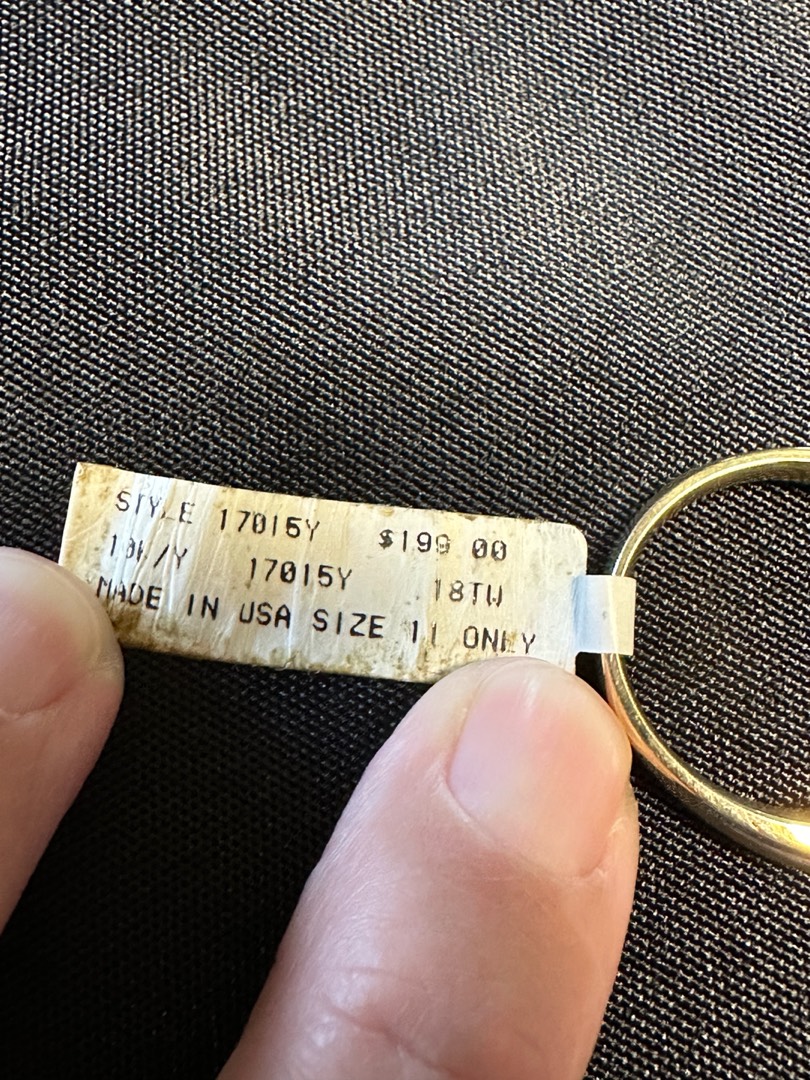 STYLE 17015Y $199 00
10K/Y 17015Y 18TW
MADE IN USA SIZE 11 ONLY